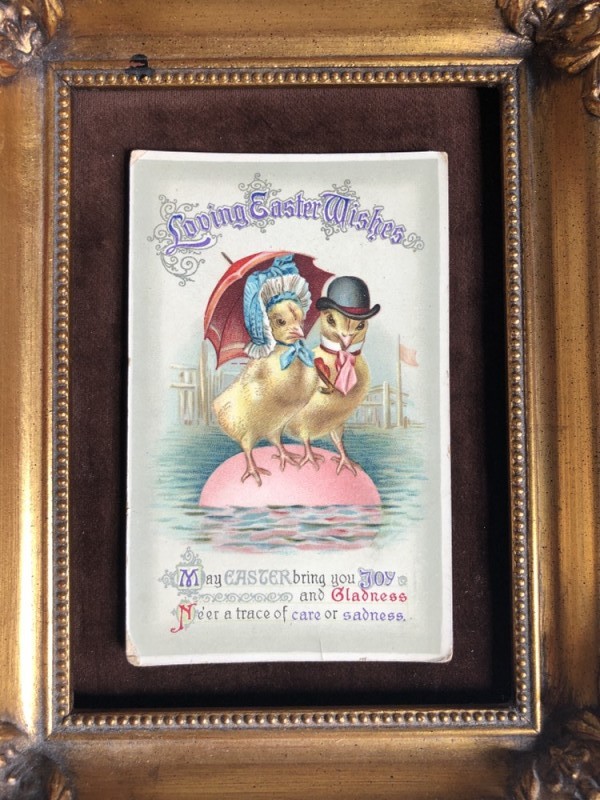 Loving Easter Wishes
May EASTER bring you JOY
and Gladness
Ne'er a trace of care or sadness.